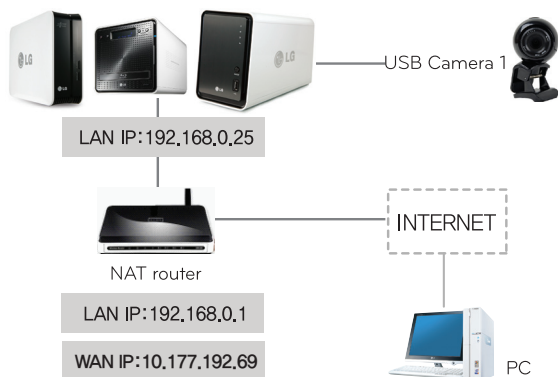 LG
LG
LG
USB Camera 1
LAN IP:192.168.0.25
INTERNET
NAT router
LAN IP:192.168.0.1
WAN IP:10.177.192.69
PC